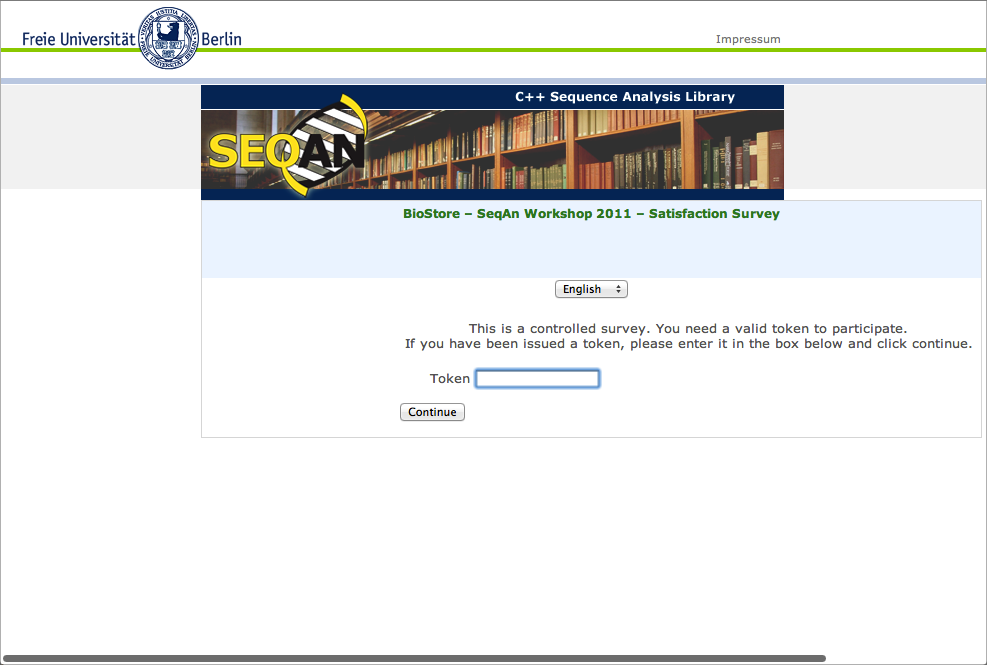 Freie Universität Berlin
Impressum
C++ Sequence Analysis Library
SEQAN
BioStore – SeqAn Workshop 2011 – Satisfaction Survey
English
This is a controlled survey. You need a valid token to participate.
If you have been issued a token, please enter it in the box below and click continue.
Token
Continue